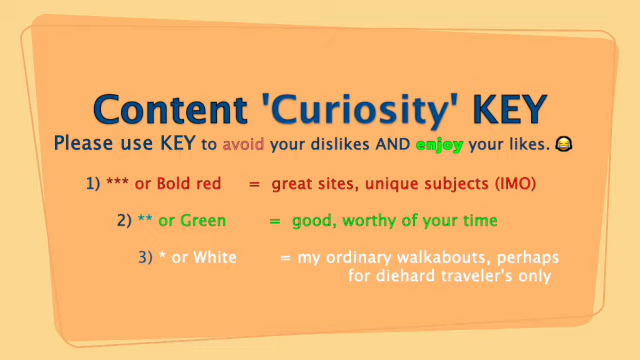 Content 'Curiosity' KEY
Please use KEY to avoid your dislikes AND enjoy your likes. 😂
1) *** or Bold red = great sites, unique subjects (IMO)
2) ** or Green = good, worthy of your time
3) * or White = my ordinary walkabouts, perhaps
for diehard traveler's only